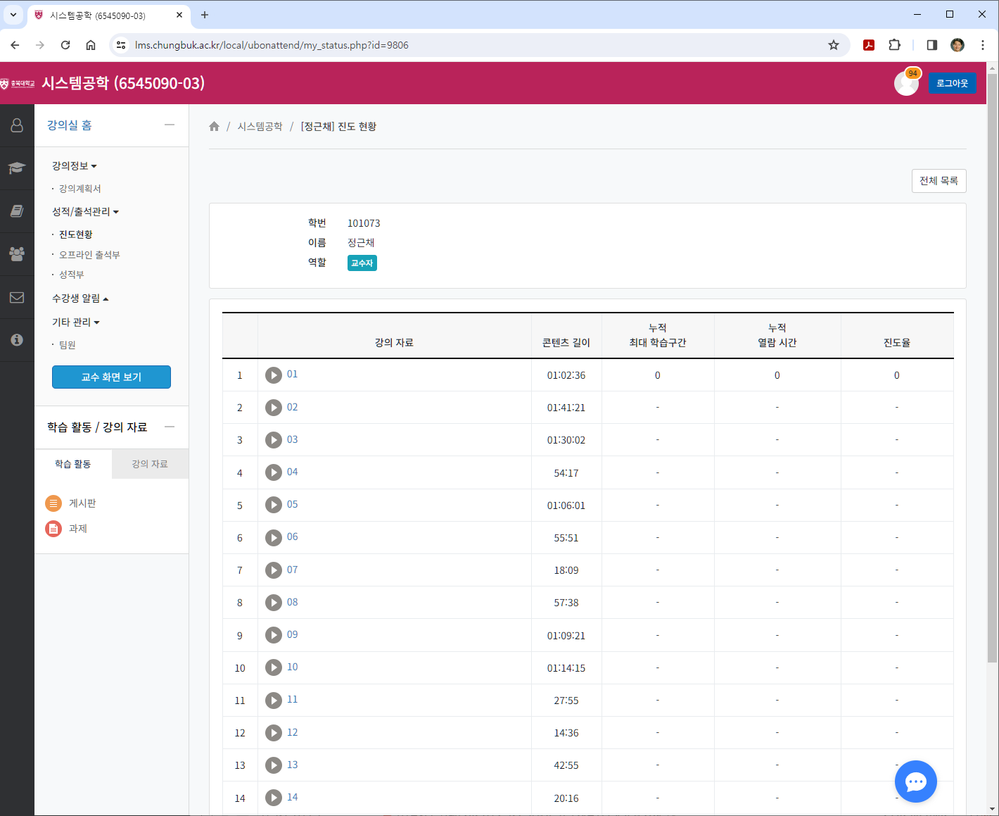 시스템공학 (6545090-03)
lms.chungbuk.ac.kr/local/ubonattend/my_status.php?id=9806
충북대학교
시스템공학 (6545090-03)
94
로그아웃
강의실 홈
강의정보
· 강의계획서
성적/출석관리
· 진도현황
· 오프라인 출석부
· 성적부
수강생 알림
기타 관리
· 팀원
교수 화면 보기
학습 활동 / 강의 자료
학습 활동 강의 자료
게시판
과제
/ 시스템공학 / [정근채] 진도 현황
전체 목록
학번 101073
이름 정근채
역할 교수자
누적 누적
강의 자료 콘텐츠 길이 최대 학습구간 열람 시간 진도율
1 01 01:02:36 0 0 0
2 02 01:41:21 - - -
3 03 01:30:02 - - -
4 04 54:17 - - -
5 05 01:06:01 - - -
6 06 55:51 - - -
7 07 18:09 - - -
8 08 57:38 - - -
9 09 01:09:21 - - -
10 10 01:14:15 - - -
11 11 27:55 - - -
12 12 14:36 - - -
13 13 42:55 - - -
14 14 20:16 - - -